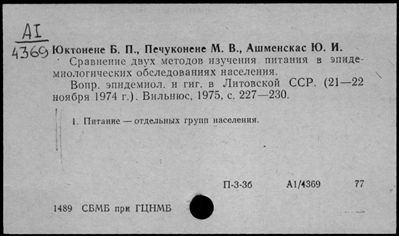 АI
4369
Юктонене Б. П., Печуконене М. В., Ашменскас Ю. И.
Сравнение двух методов изучения питания в эпиде-
миологических обследованиях населения.
Вопр. эпидемиол. и гиг. в Литовской ССР. (21—22
ноября 1974 г.). Вильнюс, 1975, с. 227—230.
1. Питание — отдельных групп населения.
П-3-3б А1/4369 77
1489 СБМБ при ГЦНМБ